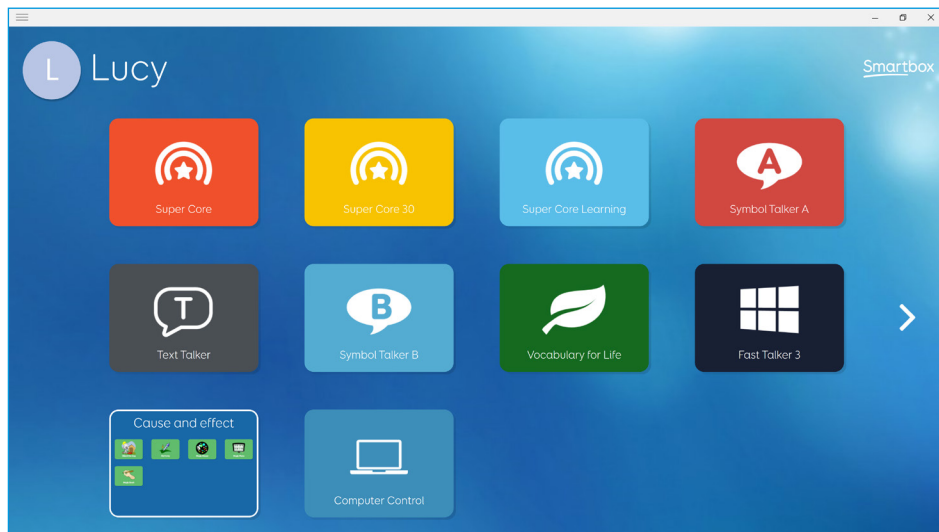 L
Lucy
Smartbox
Super Core
Super Core 30
Super Core Learning
A
Symbol Talker A
T
Text Talker
B
Symbol Talker B
Vocabulary for Life
Fast Talker 3
Cause and effect
Computer Control